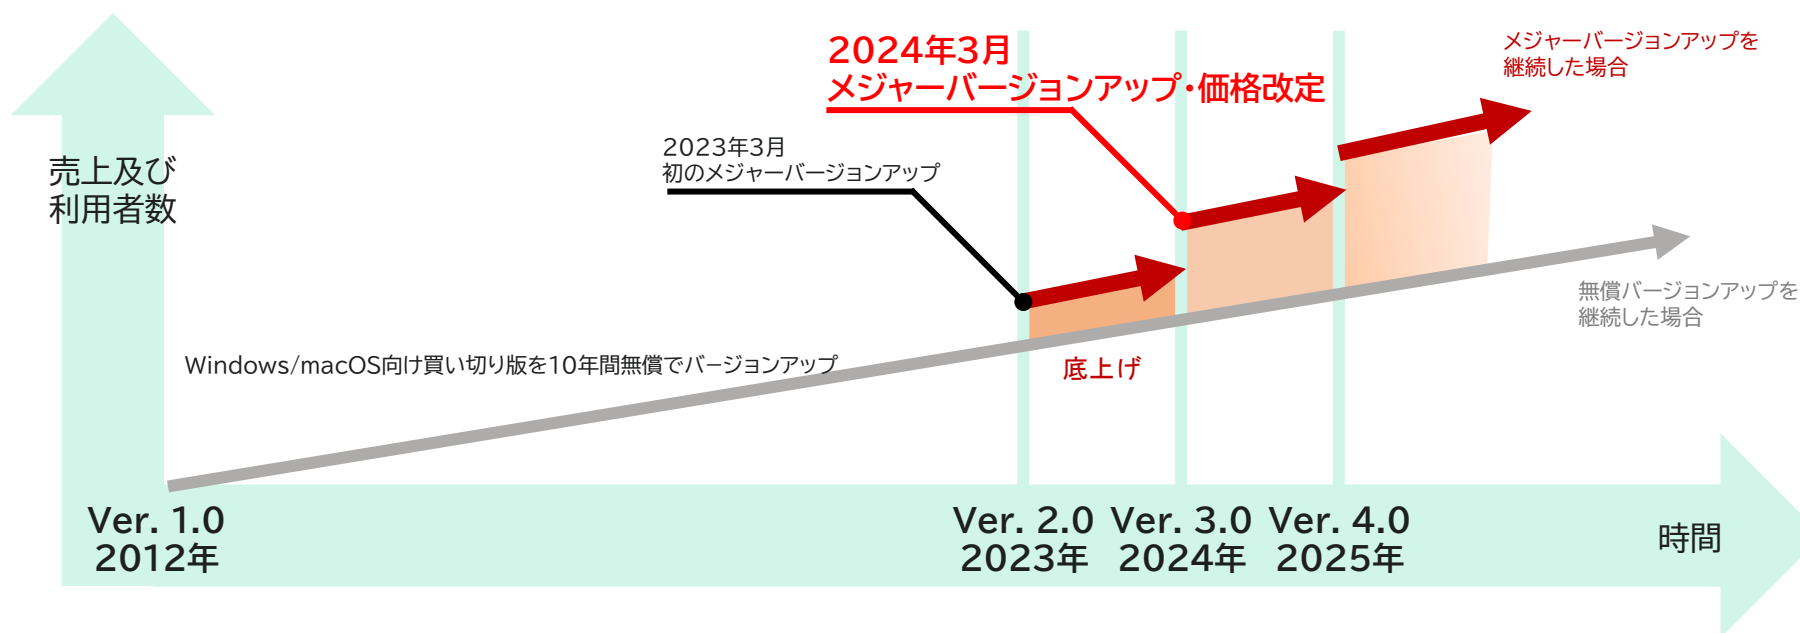 2024年3月
メジャーバージョンアップ・価格改定
メジャーバージョンアップを
継続した場合
2023年3月
初のメジャーバージョンアップ
売上及び
利用者数
無償バージョンアップを
継続した場合
Windows/macOS向け買い切り版を10年間無償でバージョンアップ
底上げ
Ver. 1.0
2012年
Ver. 2.0
2023年
Ver. 3.0
2024年
Ver. 4.0
2025年
時間